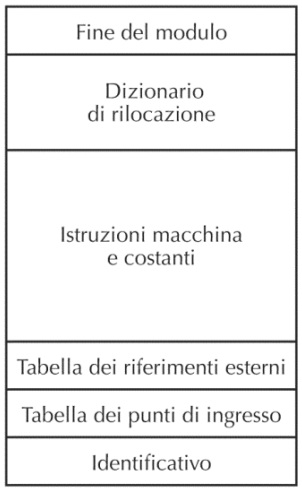 Fine del modulo
Dizionario
di rilocazione
Istruzioni macchina
e costanti
Tabella dei riferimenti esterni
Tabella dei punti di ingresso
Identificativo